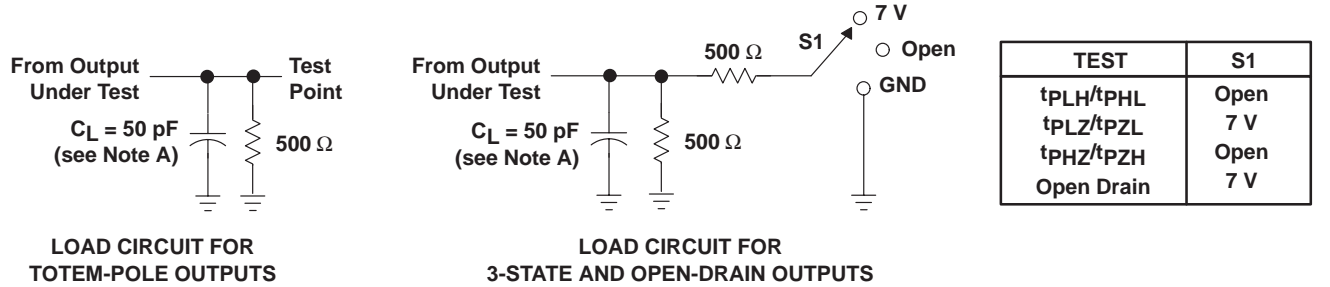 From Output
Under Test
Test
Point
CL = 50 pF
(see Note A)
500 Ω
LOAD CIRCUIT FOR
TOTEM-POLE OUTPUTS
From Output
Under Test
500 Ω
S1
7 V
Open
GND
CL = 50 pF
(see Note A)
500 Ω
LOAD CIRCUIT FOR
3-STATE AND OPEN-DRAIN OUTPUTS
TEST S1
tPLH/tPHL Open
tPLZ/tPZL 7 V
tPHZ/tPZH Open
Open Drain 7 V